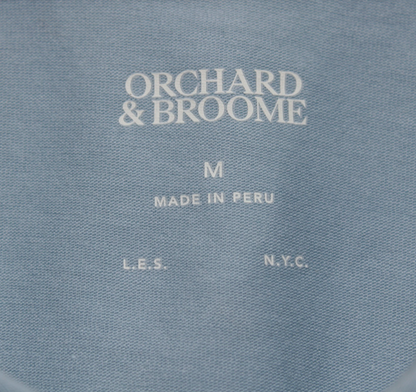 ORCHARD
& BROOME
M
MADE IN PERU
L.E.S. N.Y.C.